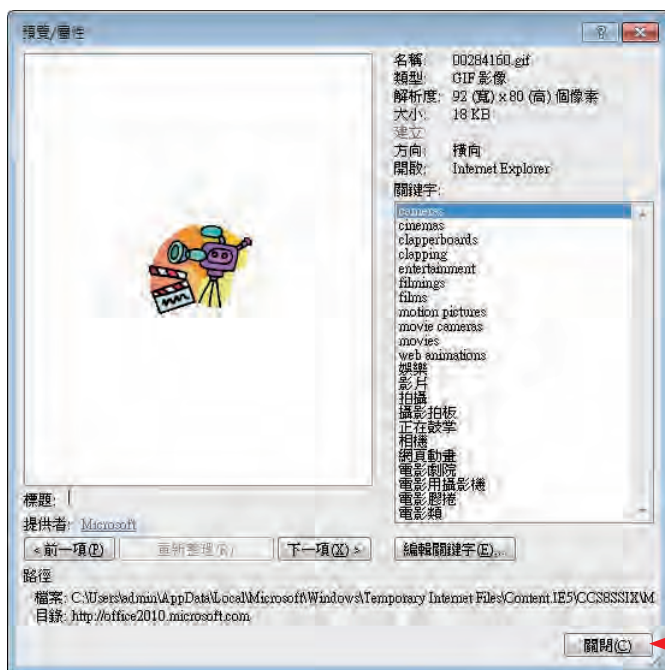 預覽/屬性
名稱: 00284160.gif
類型: GIF 影像
解析度: 92 (寬) x 80 (高) 個像素
大小: 18 KB
建立
方向: 橫向
開啟: Internet Explorer
關鍵字:
cameras
cinemas
clapperboards
clapping
entertainment
filmings
films
motion pictures
movie cameras
movies
web animations
娛樂
影片
拍攝
攝影拍板
正在鼓掌
相機
網頁動畫
電影劇院
電影用攝影機
電影膠捲
電影類
標題:
提供者: Microsoft
<前一項(P) 重新整理(R) 下一項(X) > 編輯關鍵字(E)...
路徑
檔案: C:\Users\admin\AppData\Local\Microsoft\Windows\Temporary Internet Files\Content.IE5\CCS8SSIX\M
目錄: http://office2010.microsoft.com
關閉(C)